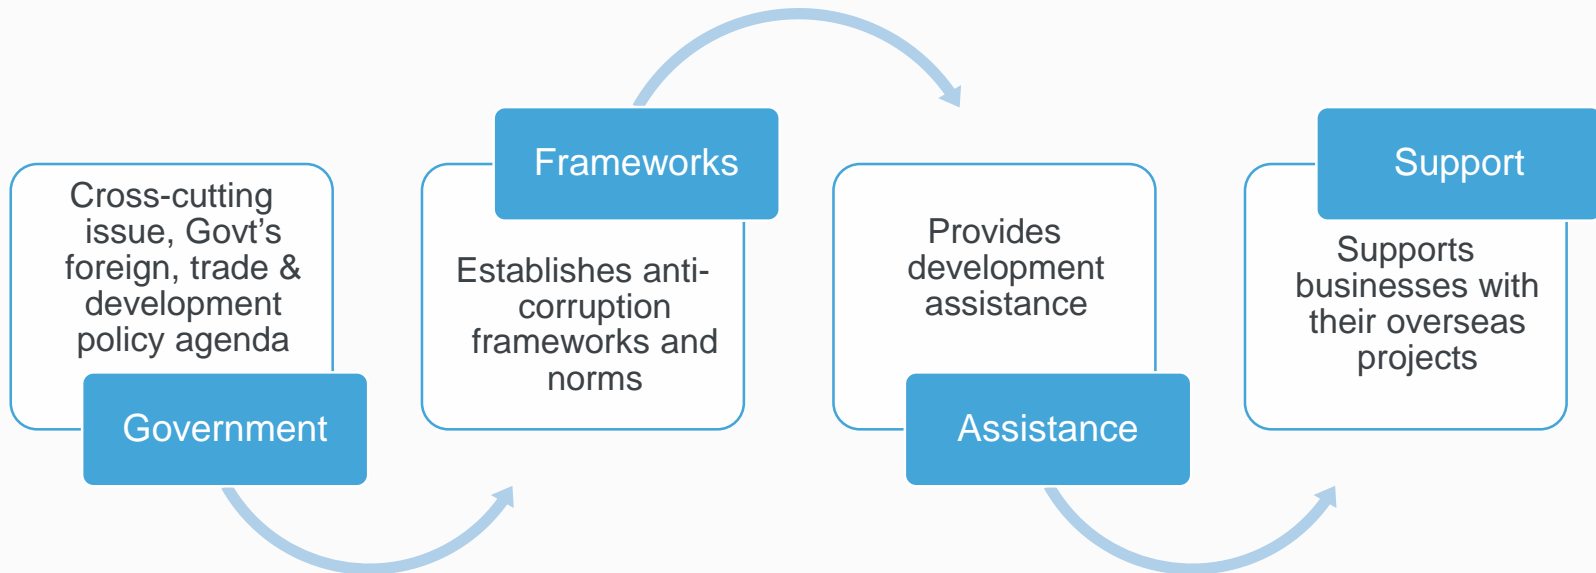 Cross-cutting
issue, Govt’s
foreign, trade &
development
policy agenda
Government
Frameworks
Establishes anti-
corruption
frameworks and
norms
Provides
development
assistance
Assistance
Support
Supports
businesses with
their overseas
projects